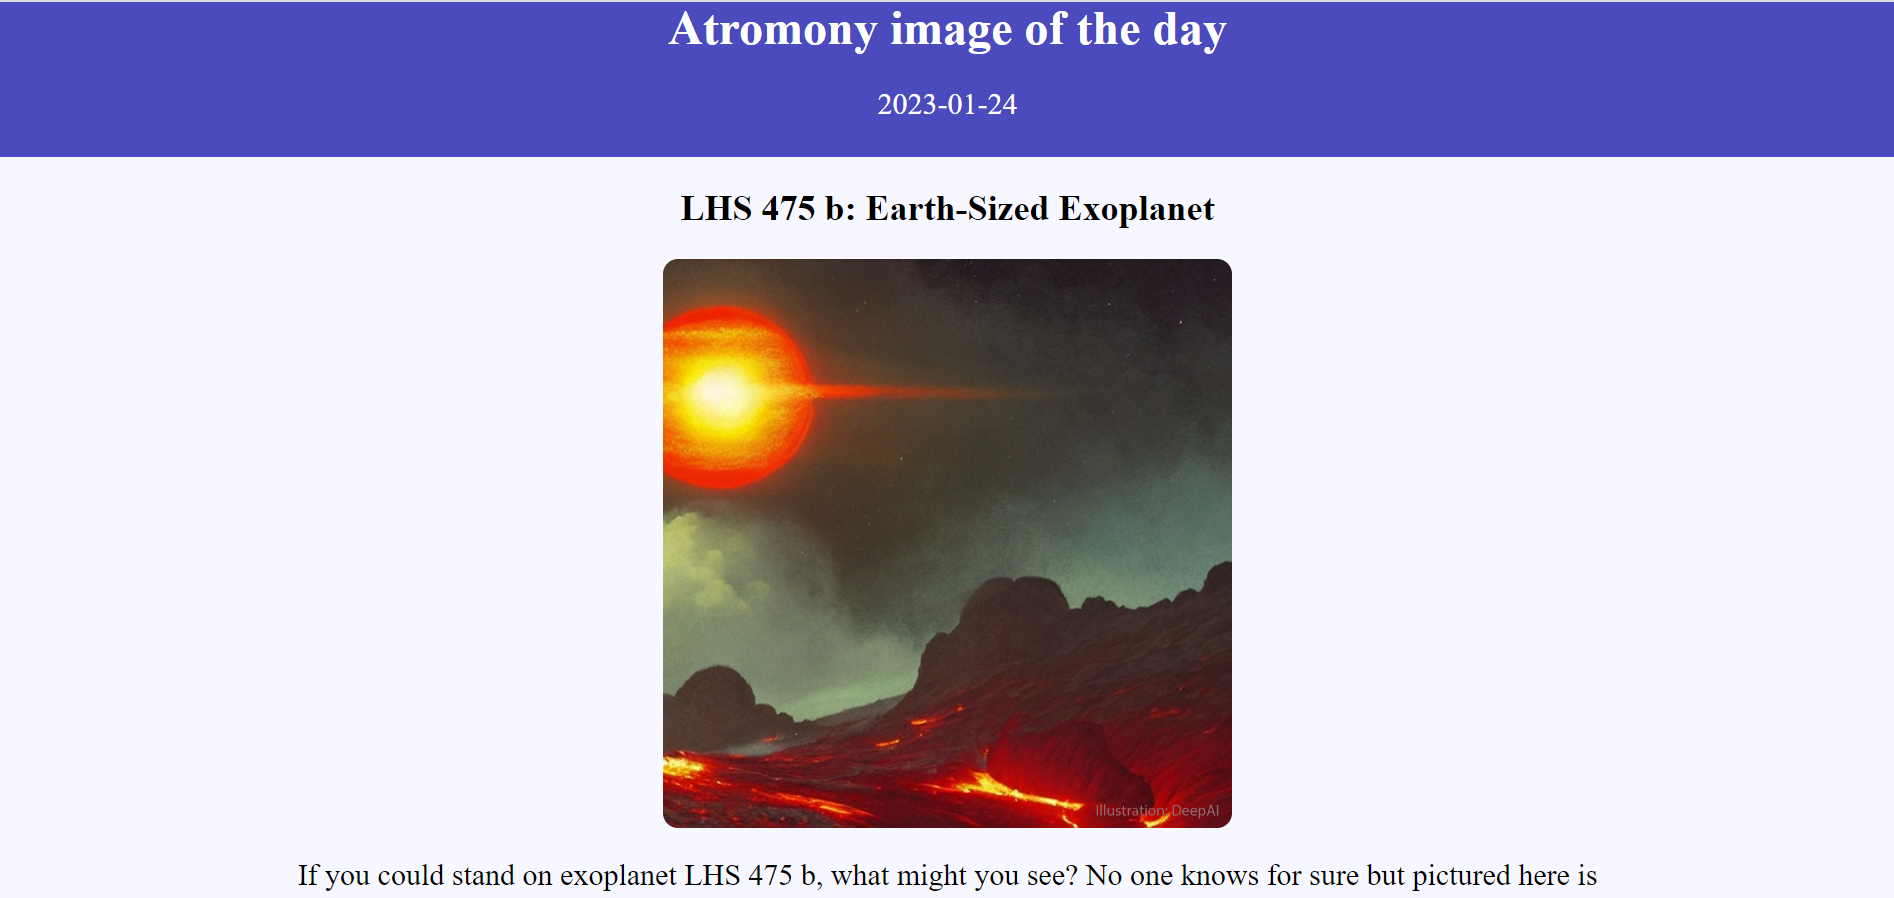 Atromony image of the day
2023-01-24
LHS 475 b: Earth-Sized Exoplanet
Illustration: DeepAI
If you could stand on exoplanet LHS 475 b, what might you see? No one knows for sure but pictured here is